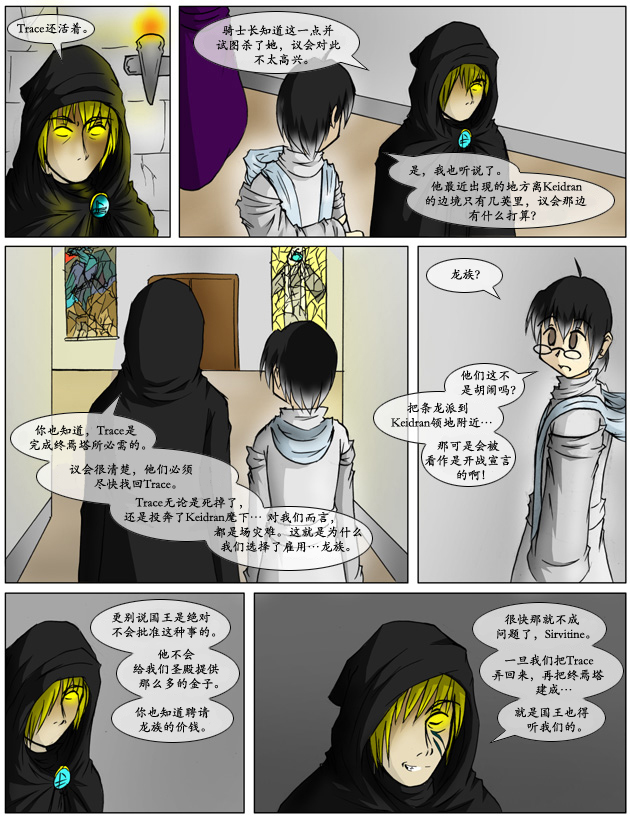 Trace还活着。
骑士长知道这一点并
试图杀了她，议会对此
不太高兴。
是，我也听说了。
他最近出现的地方离Keidran
的边境只有几英里，议会那边
有什么打算？
你也知道，Trace是
完成终焉塔所必需的。
议会很清楚，他们必须
尽快找回Trace。
Trace无论是死掉了，
还是投奔了Keidran麾下… 对我们而言，
都是场灾难。这就是为什么
我们选择了雇用…龙族。
龙族？
他们这不
是胡闹吗？
把条龙派到
Keidran领地附近…
那可是会被
看作是开战宣言
的啊！
更别说国王是绝对
不会批准这种事的。
他不会
给我们圣殿提供
那么多的金子。
你也知道聘请
龙族的价钱。
很快那就不成
问题了，Sirvitine。
一旦我们把Trace
弄回来，再把终焉塔
建成…
就是国王也得
听我们的。